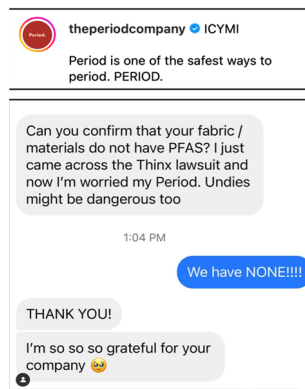 Period.
theperiodcompany ICYMI
Period is one of the safest ways to
period. PERIOD.
Can you confirm that your fabric /
materials do not have PFAS? I just
came across the Thinx lawsuit and
now I'm worried my Period. Undies
might be dangerous too
1:04 PM
We have NONE!!!!
THANK YOU!
I'm so so so grateful for your
company 🥹